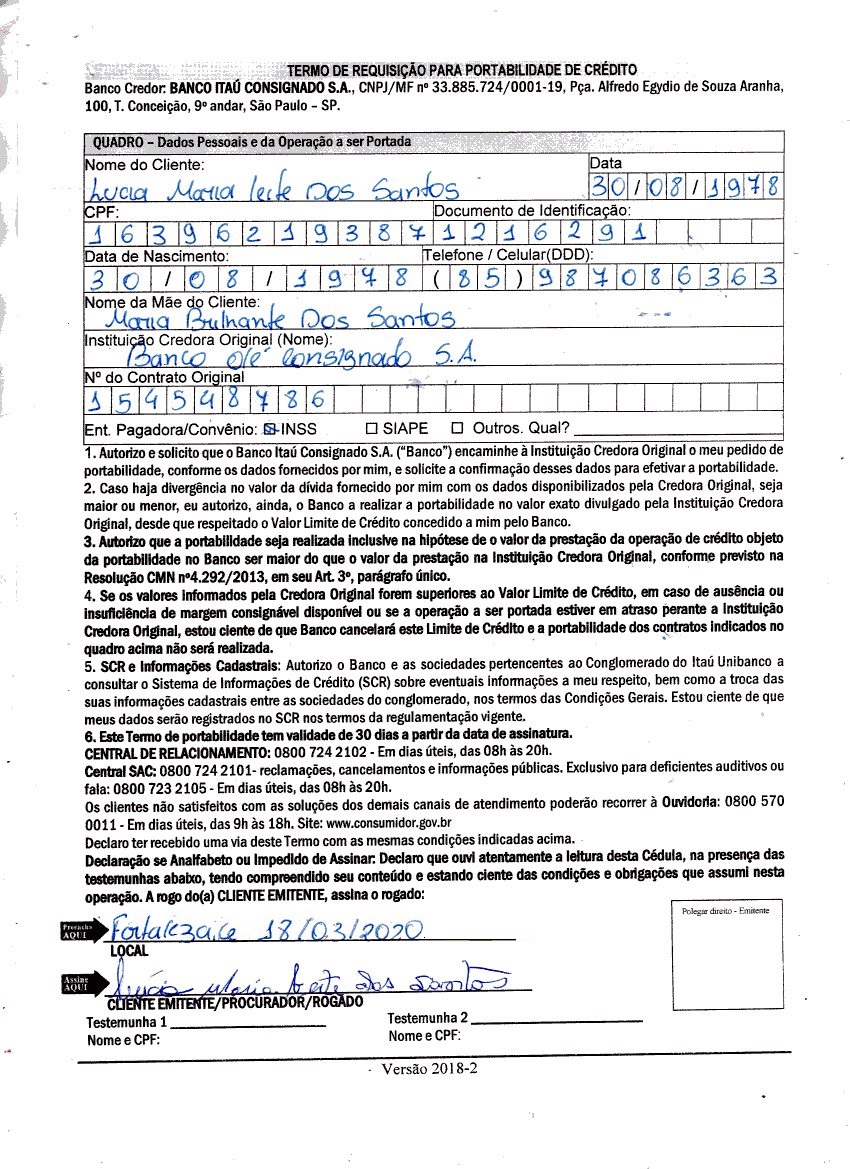 TERMO DE REQUISIÇÃO PARA PORTABILIDADE DE CRÉDITO
Banco Credor: BANCO ITAÚ CONSIGNADO S.A., CNPJ/MF nº 33.885.724/0001-19, Pça. Alfredo Egydio de Souza Aranha,
100, T. Conceição, 9º andar, São Paulo – SP.
QUADRO – Dados Pessoais e da Operação a ser Portada
Nome do Cliente: Data
Lucia Maria leite Dos Santos 30/08/1978
CPF: Documento de Identificação:
16396219387 1216291
Data de Nascimento: Telefone / Celular(DDD):
30/08/1978 (85)987086363
Nome da Mãe do Cliente:
Maria Brilhante Dos Santos
Instituição Credora Original (Nome):
Banco olé consignado S.A.
Nº do Contrato Original
154548786
Ent. Pagadora/Convênio: ☒ INSS ☐ SIAPE ☐ Outros. Qual?
1. Autorizo e solicito que o Banco Itaú Consignado S.A. (“Banco”) encaminhe à Instituição Credora Original o meu pedido de
portabilidade, conforme os dados fornecidos por mim, e solicite a confirmação desses dados para efetivar a portabilidade.
2. Caso haja divergência no valor da dívida fornecido por mim com os dados disponibilizados pela Credora Original, seja
maior ou menor, eu autorizo, ainda, o Banco a realizar a portabilidade no valor exato divulgado pela Instituição Credora
Original, desde que respeitado o Valor Limite de Crédito concedido a mim pelo Banco.
3. Autorizo que a portabilidade seja realizada inclusive na hipótese de o valor da prestação da operação de crédito objeto
da portabilidade no Banco ser maior do que o valor da prestação na Instituição Credora Original, conforme previsto na
Resolução CMN nº4.292/2013, em seu Art. 3º, parágrafo único.
4. Se os valores informados pela Credora Original forem superiores ao Valor Limite de Crédito, em caso de ausência ou
insuficiência de margem consignável disponível ou se a operação a ser portada estiver em atraso perante a Instituição
Credora Original, estou ciente de que Banco cancelará este Limite de Crédito e a portabilidade dos contratos indicados no
quadro acima não será realizada.
5. SCR e Informações Cadastrais: Autorizo o Banco e as sociedades pertencentes ao Conglomerado do Itaú Unibanco a
consultar o Sistema de Informações de Crédito (SCR) sobre eventuais informações a meu respeito, bem como a troca das
suas informações cadastrais entre as sociedades do conglomerado, nos termos das Condições Gerais. Estou ciente de que
meus dados serão registrados no SCR nos termos da regulamentação vigente.
6. Este Termo de portabilidade tem validade de 30 dias a partir da data de assinatura.
CENTRAL DE RELACIONAMENTO: 0800 724 2102 - Em dias úteis, das 08h às 20h.
Central SAC: 0800 724 2101- reclamações, cancelamentos e informações públicas. Exclusivo para deficientes auditivos ou
fala: 0800 723 2105 - Em dias úteis, das 08h às 20h.
Os clientes não satisfeitos com as soluções dos demais canais de atendimento poderão recorrer à Ouvidoria: 0800 570
0011 - Em dias úteis, das 9h às 18h. Site: www.consumidor.gov.br
Declaro ter recebido uma via deste Termo com as mesmas condições indicadas acima.
Declaração se Analfabeto ou Impedido de Assinar: Declaro que ouvi atentamente a leitura desta Cédula, na presença das
testemunhas abaixo, tendo compreendido seu conteúdo e estando ciente das condições e obrigações que assumi nesta
operação. A rogo do(a) CLIENTE EMITENTE, assina o rogado:
Polegar direito - Emitente
Preencha AQUI Fortaleza,ce 18/03/2020
LOCAL
Assine AQUI Lucia Maria leite Dos Santos
CLIENTE EMITENTE/PROCURADOR/ROGADO
Testemunha 1 Testemunha 2
Nome e CPF: Nome e CPF:
Versão 2018-2